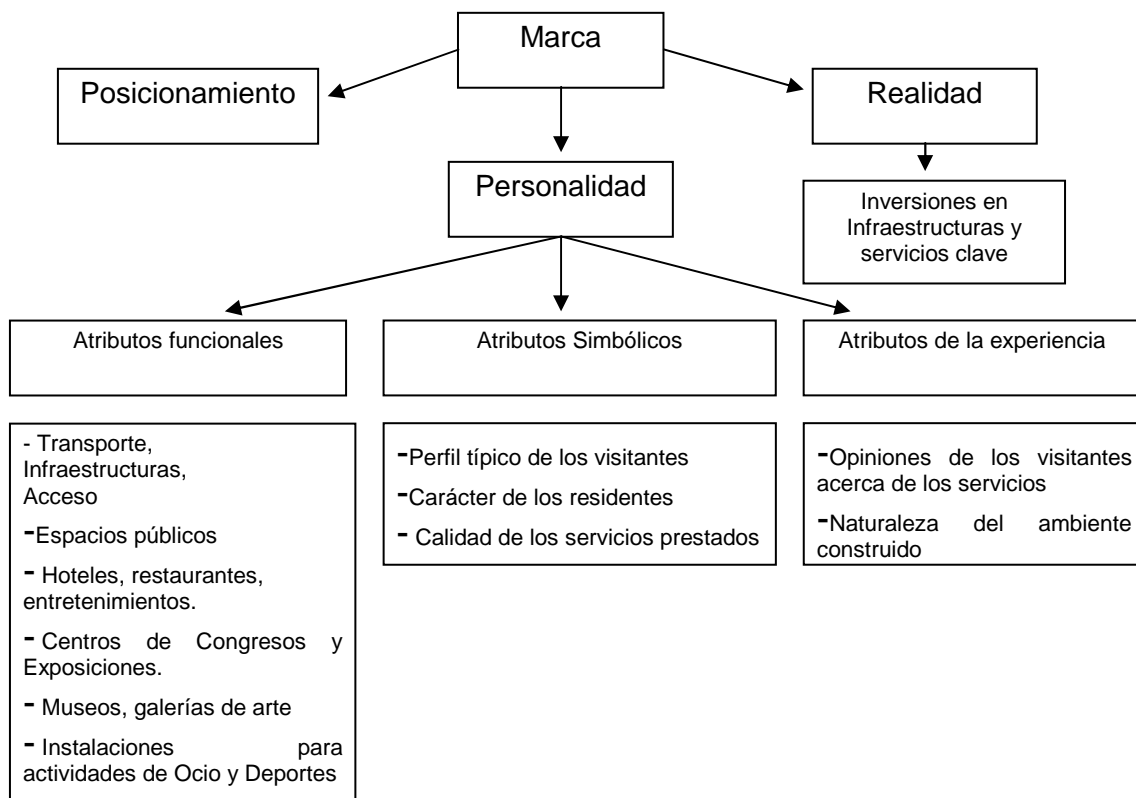 Marca
Posicionamiento
Realidad
Personalidad
Inversiones en
Infraestructuras y
servicios clave
Atributos funcionales
Atributos Simbólicos
Atributos de la experiencia
- Transporte,
Infraestructuras,
Acceso
-Espacios públicos
- Hoteles, restaurantes,
entretenimientos.
- Centros de Congresos y
Exposiciones.
- Museos, galerías de arte
- Instalaciones para
actividades de Ocio y Deportes
-Perfil típico de los visitantes
-Carácter de los residentes
- Calidad de los servicios prestados
-Opiniones de los visitantes
acerca de los servicios
-Naturaleza del ambiente
construido